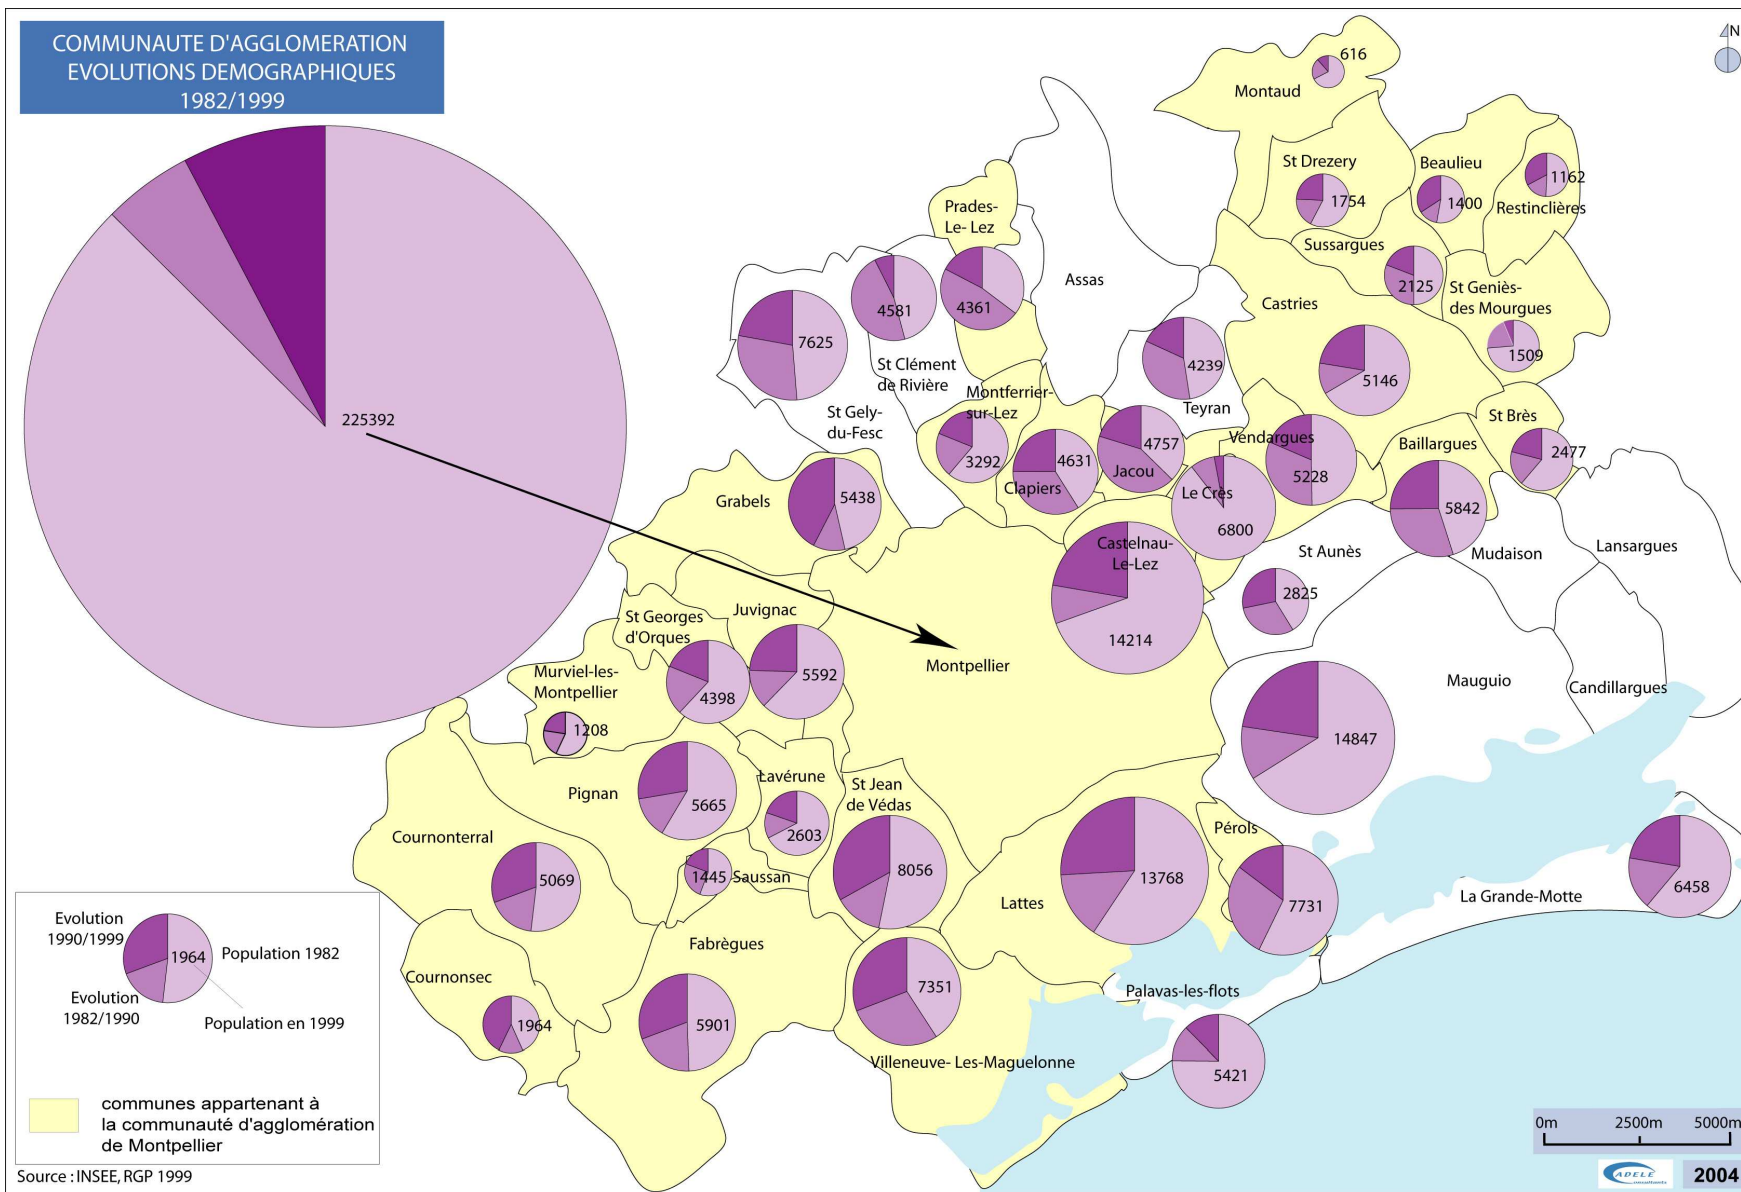 COMMUNAUTE D'AGGLOMERATION
EVOLUTIONS DEMOGRAPHIQUES
1982/1999
N
616
Montaud
St Drezery
1754
Beaulieu
1400
1162
Restinclières
Prades-
Le- Lez
4361
Assas
Sussargues
2125
St Geniès-
des Mourgues
1509
Castries
5146
7625
4581
St Clément
de Rivière
St Gely-
du-Fesc
4239
Teyran
225392
Montferrier-
sur-Lez
3292
4631
Clapiers
4757
Jacou
Vendargues
5228
Le Crès
6800
Baillargues
5842
St Brès
2477
Grabels
5438
Castelnau-
Le-Lez
14214
St Aunès
2825
Mudaison
Lansargues
St Georges
d'Orques
4398
Juvignac
5592
Montpellier
Mauguio
14847
Candillargues
Murviel-les-
Montpellier
1208
Pignan
5665
Lavérune
2603
St Jean
de Védas
8056
Cournonterral
5069
1445
Saussan
Lattes
13768
Pérols
7731
La Grande-Motte
6458
Fabrègues
5901
Cournonsec
1964
7351
Villeneuve- Les-Maguelonne
Palavas-les-flots
5421
Evolution
1990/1999
1964
Population 1982
Evolution
1982/1990
Population en 1999
communes appartenant à
la communauté d'agglomération
de Montpellier
Source : INSEE, RGP 1999
0m 2500m 5000m
ADELE
consultants
2004